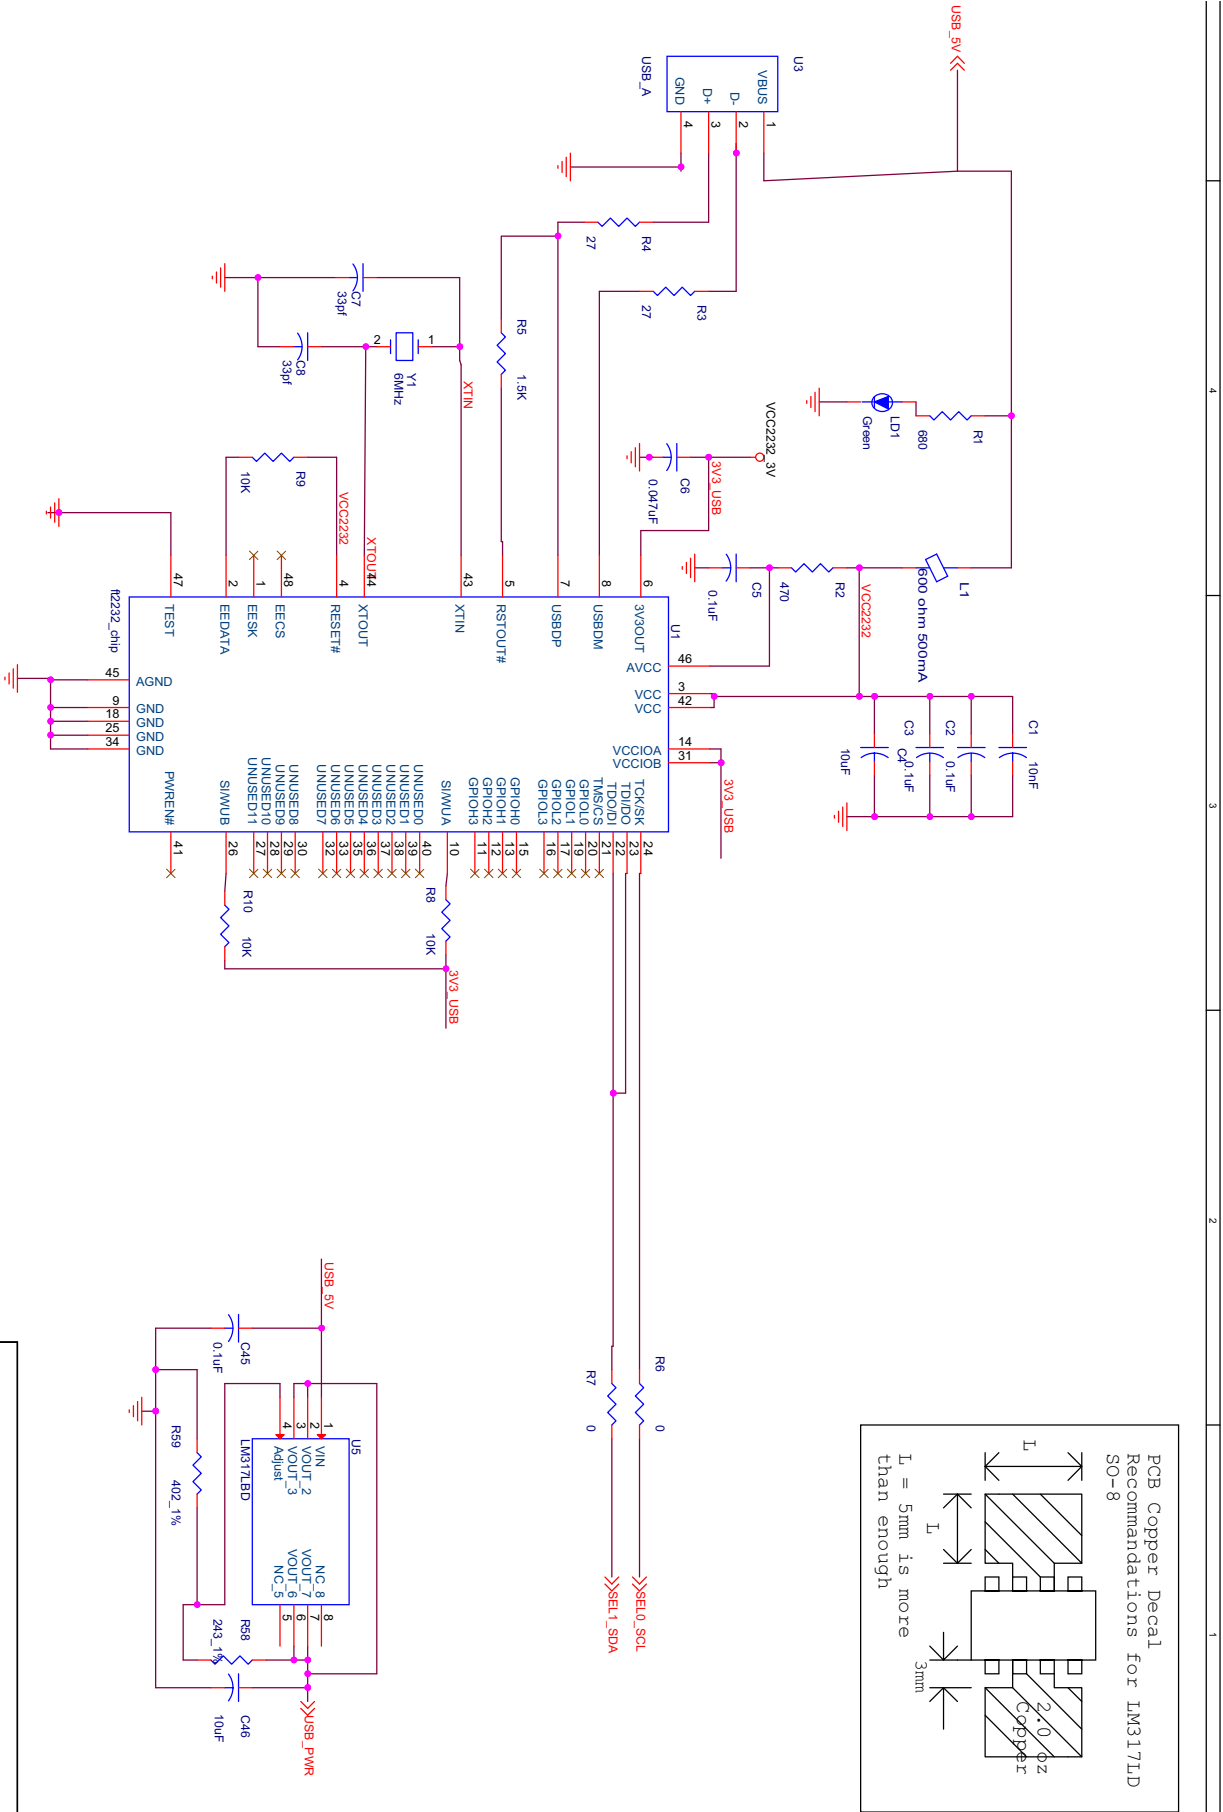 4
3
2
1
USB_5V
U3
USB_A
VBUS
D-
D+
GND
1
2
3
4
R4
27
R3
27
R5
1.5K
C7
33pf
C8
33pf
Y1
6MHz
2
1
XTIN
XTOUT
R9
10K
VCC2232
R1
680
LD1
Green
VCC2232_3V
3V3_USB
C6
0.047uF
C5
0.1uF
R2
470
VCC2232
L1
600 ohm 500mA
C1
10nF
C2
0.1uF
C3
0.1uF
C4
10uF
3V3_USB
U1
ft2232_chip
6
3V3OUT
8
USBDM
7
USBDP
5
RSTOUT#
43
XTIN
44
XTOUT
4
RESET#
48
EECS
1
EESK
2
EEDATA
47
TEST
46
AVCC
3
VCC
42
VCC
14
VCCIOA
31
VCCIOB
45
AGND
9
GND
18
GND
25
GND
34
GND
TCK/SK
24
TDI/DO
23
TDO/DI
22
TMS/CS
21
GPIOL0
20
GPIOL1
19
GPIOL2
17
GPIOL3
16
GPIOH0
15
GPIOH1
13
GPIOH2
12
GPIOH3
11
SI/WUA
10
UNUSED0
40
UNUSED1
39
UNUSED2
38
UNUSED3
37
UNUSED4
36
UNUSED5
35
UNUSED6
33
UNUSED7
32
UNUSED8
30
UNUSED9
29
UNUSED10
28
UNUSED11
27
SI/WUB
26
PWREN#
41
R8
10K
R10
10K
3V3_USB
R6
0
R7
0
SEL0_SCL
SEL1_SDA
USB_5V
C45
0.1uF
R59
402_1%
U5
LM317LBD
1
VIN
2
VOUT_2
3
VOUT_3
4
Adjust
NC_8
8
VOUT_7
7
VOUT_6
6
NC_5
5
R58
243_1%
C46
10uF
USB_PWR
PCB Copper Decal
Recommandations for LM317LD
SO-8
L
L
3mm
2.0 oz
Copper
L = 5mm is more
than enough